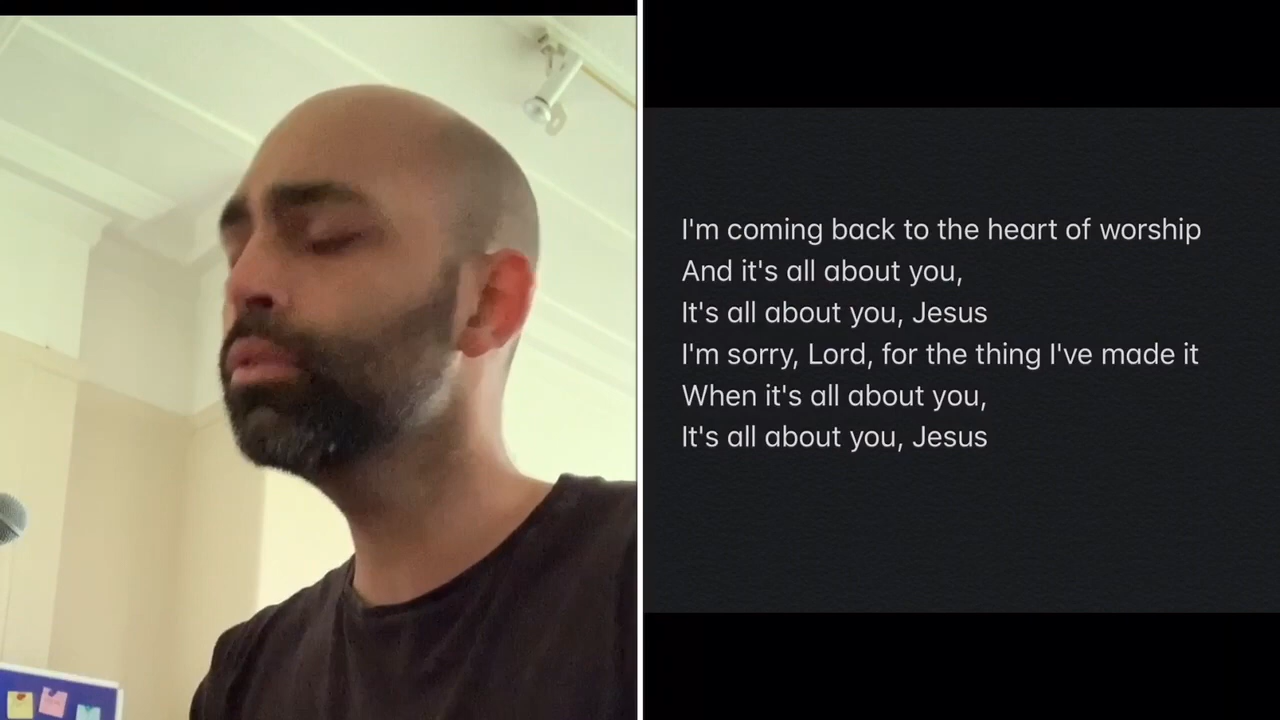 I'm coming back to the heart of worship
And it's all about you,
It's all about you, Jesus
I'm sorry, Lord, for the thing I've made it
When it's all about you,
It's all about you, Jesus